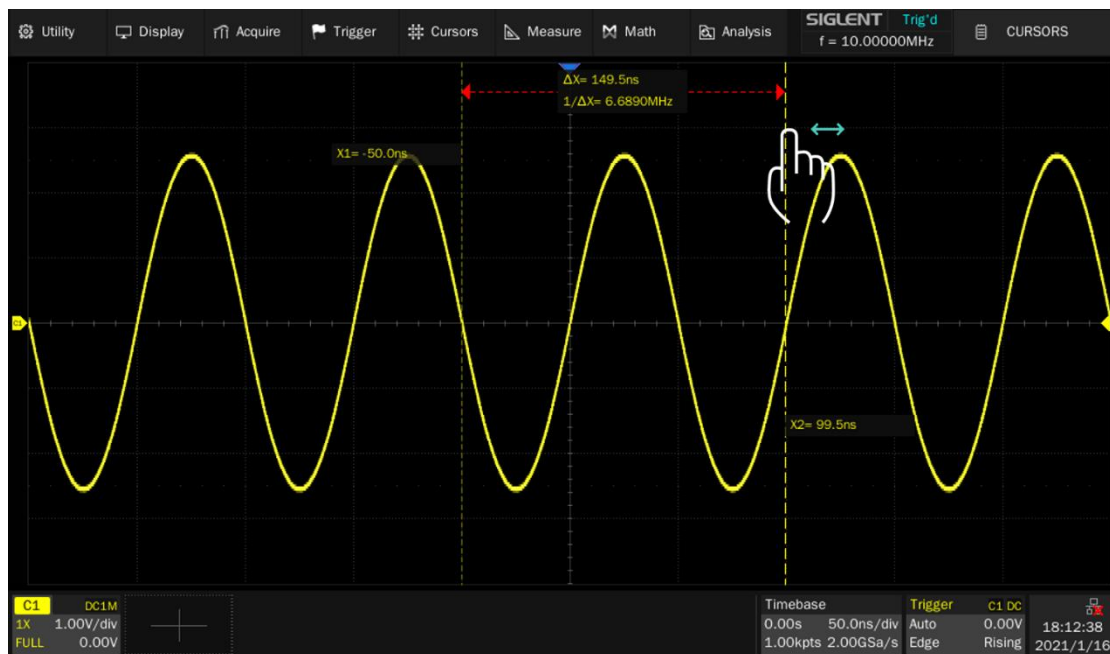 Utility Display Acquire Trigger Cursors Measure Math Analysis SIGLENT Trig'd CURSORS
f = 10.00000MHz
ΔX= 149.5ns
1/ΔX= 6.6890MHz
X1= -50.0ns
C1
X2= 99.5ns
C1 DC1M Timebase Trigger C1 DC
1X 1.00V/div 0.00s 50.0ns/div Auto 0.00V 18:12:38
FULL 0.00V 1.00kpts 2.00GSa/s Edge Rising 2021/1/16